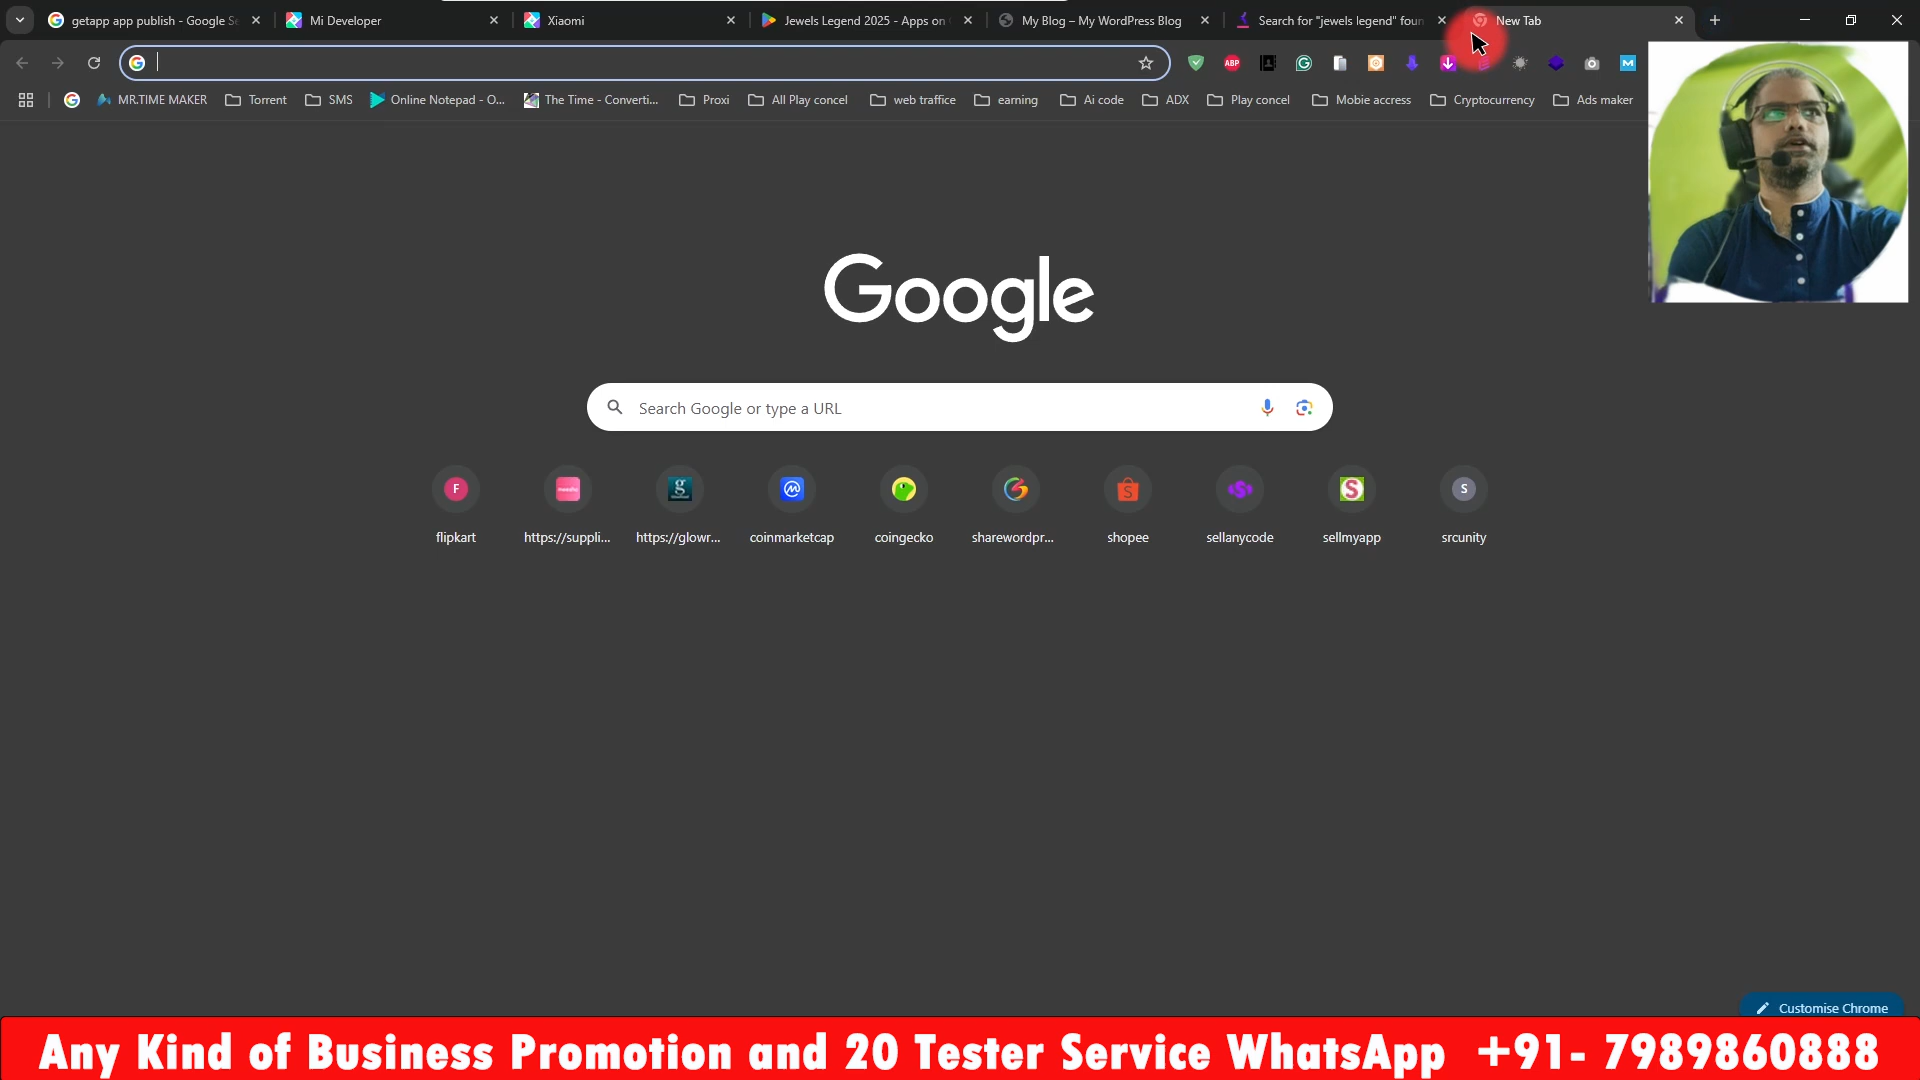 getapp app publish - Google Se
Mi Developer
Xiaomi
Jewels Legend 2025 - Apps on
My Blog – My WordPress Blog
Search for "jewels legend" foun
New Tab
ABP
MR.TIME MAKER
Torrent
SMS
Online Notepad - O...
The Time - Converti...
Proxi
All Play concel
web traffice
earning
Ai code
ADX
Play concel
Mobie accress
Cryptocurrency
Ads maker
Google
Search Google or type a URL
F
flipkart
https://suppli...
g
https://glowr...
coinmarketcap
coingecko
sharewordpr...
S
shopee
S
sellanycode
S
sellmyapp
S
srcunity
Customise Chrome
Any Kind of Business Promotion and 20 Tester Service WhatsApp +91- 7989860888